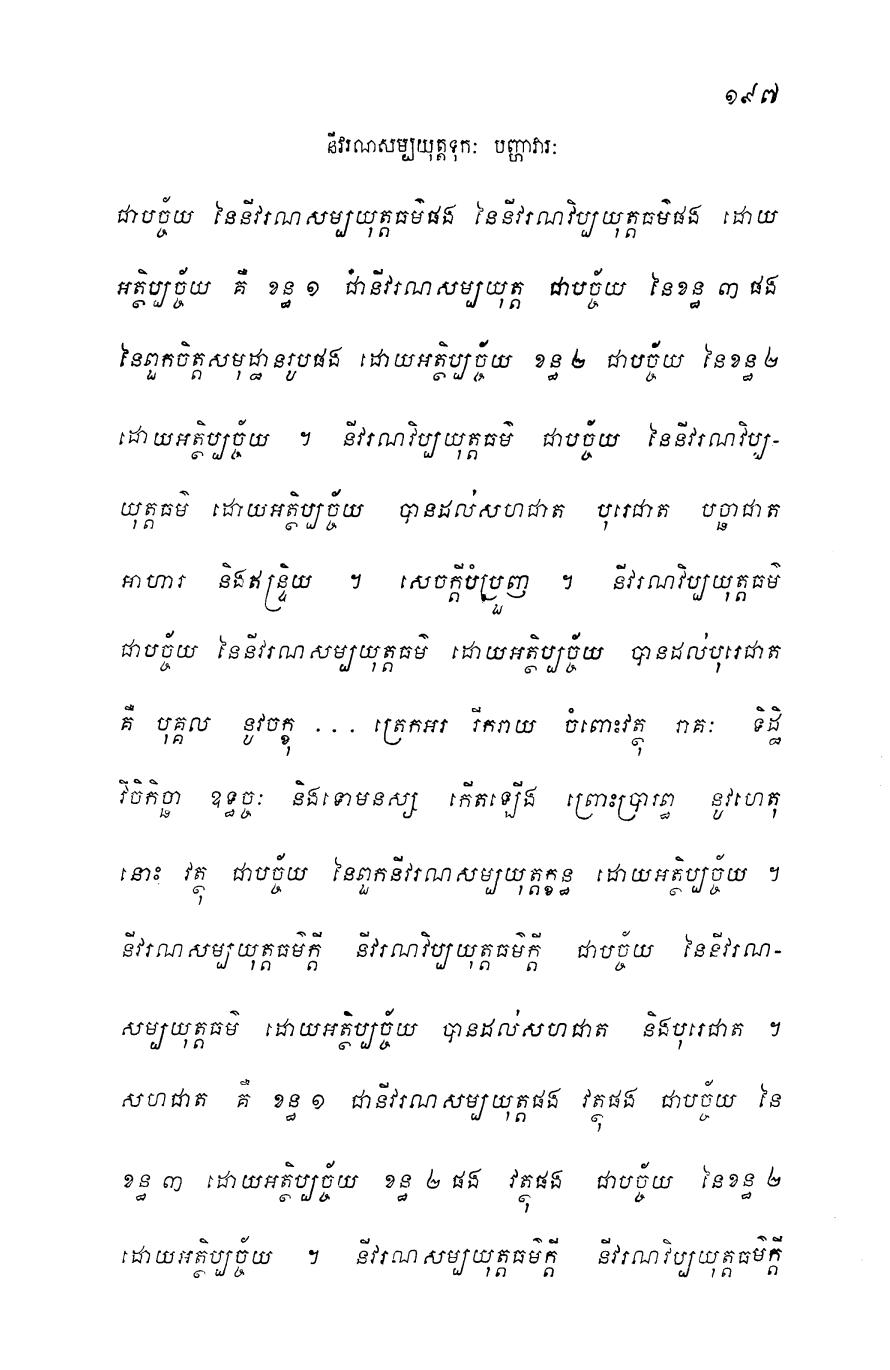 ១៩៧
នីវរណសម្បយុត្តទុកៈ បញ្ហាវារៈ
ជាបច្ច័យ នៃនីវរណសម្បយុត្តធម៌ផង នៃនីវរណវិប្បយុត្តធម៌ផង ដោយ
អត្ថិប្បច្ច័យ គឺ ខន្ធ ១ ជានីវរណសម្បយុត្ត ជាបច្ច័យ នៃខន្ធ ៣ ផង
នៃពួកចិត្តសមុដ្ឋានរូបផង ដោយអត្ថិប្បច្ច័យ ខន្ធ ២ ជាបច្ច័យ នៃខន្ធ ២
ដោយអត្ថិប្បច្ច័យ ។ នីវរណវិប្បយុត្តធម៌ ជាបច្ច័យ នៃនីវរណវិប្ប-
យុត្តធម៌ ដោយអត្ថិប្បច្ច័យ បានដល់សហជាត បុរេជាត បច្ឆាជាត
អាហារ និងឥន្ទ្រិយ ។ សេចក្តីបំប្រួញ ។ នីវរណវិប្បយុត្តធម៌
ជាបច្ច័យ នៃនីវរណសម្បយុត្តធម៌ ដោយអត្ថិប្បច្ច័យ បានដល់បុរេជាត
គឺ បុគ្គល នូវចក្ខុ ... ត្រេកអរ រីករាយ ចំពោះវត្ថុ រាគៈ ទិដ្ឋិ
វិចិកិច្ឆា ឧទ្ធច្ចៈ និងទោមនស្ស កើតឡើង ព្រោះប្រារព្ធ នូវហេតុ
នោះ វត្ថុ ជាបច្ច័យ នៃពួកនីវរណសម្បយុត្តក្ខន្ធ ដោយអត្ថិប្បច្ច័យ ។
នីវរណសម្បយុត្តធម៌ក្តី នីវរណវិប្បយុត្តធម៌ក្តី ជាបច្ច័យ នៃនីវរណ-
សម្បយុត្តធម៌ ដោយអត្ថិប្បច្ច័យ បានដល់សហជាត និងបុរេជាត ។
សហជាត គឺ ខន្ធ ១ ជានីវរណសម្បយុត្តផង វត្ថុផង ជាបច្ច័យ នៃ
ខន្ធ ៣ ដោយអត្ថិប្បច្ច័យ ខន្ធ ២ ផង វត្ថុផង ជាបច្ច័យ នៃខន្ធ ២
ដោយអត្ថិប្បច្ច័យ ។ នីវរណសម្បយុត្តធម៌ក្តី នីវរណវិប្បយុត្តធម៌ក្តី